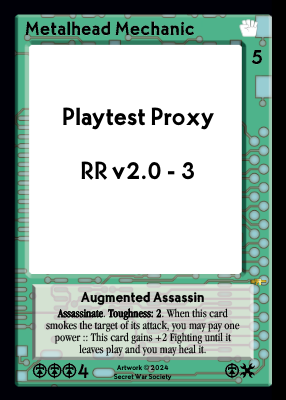 Metalhead Mechanic
5
Playtest Proxy
RR v2.0 - 3
Augmented Assassin
Assassinate. Toughness: 2. When this card
smokes the target of its attack, you may pay one
power :: This card gains +2 Fighting until it
leaves play and you may heal it.
4
Artwork © 2024
Secret War Society